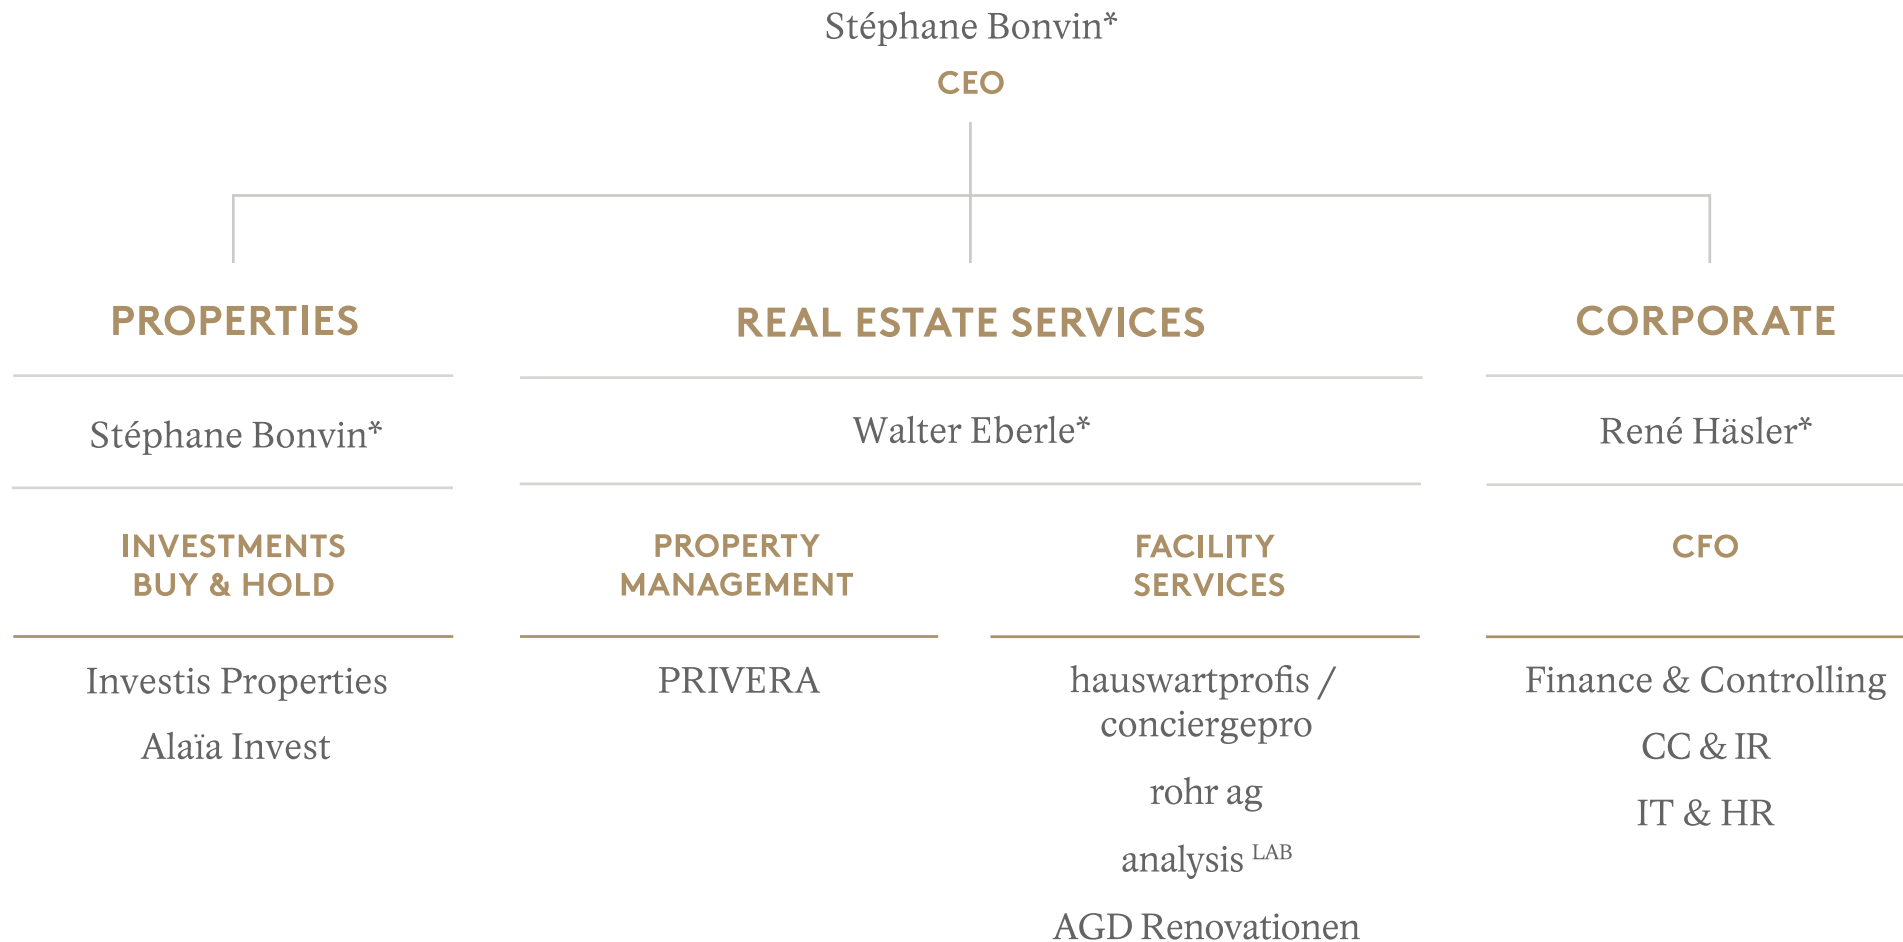 Stéphane Bonvin*
CEO
PROPERTIES
REAL ESTATE SERVICES
CORPORATE
Stéphane Bonvin*
Walter Eberle*
René Häsler*
INVESTMENTS
BUY & HOLD
PROPERTY
MANAGEMENT
FACILITY
SERVICES
CFO
Investis Properties
Alaïa Invest
PRIVERA
hauswartprofis /
conciergepro
rohr ag
analysis LAB
AGD Renovationen
Finance & Controlling
CC & IR
IT & HR